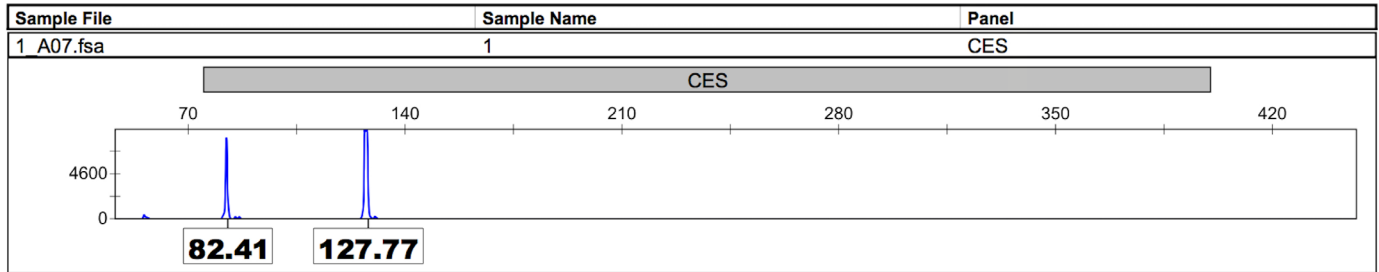 Sample File Sample Name Panel
1_A07.fsa 1 CES
CES
70 140 210 280 350 420
4600
0
82.41 127.77